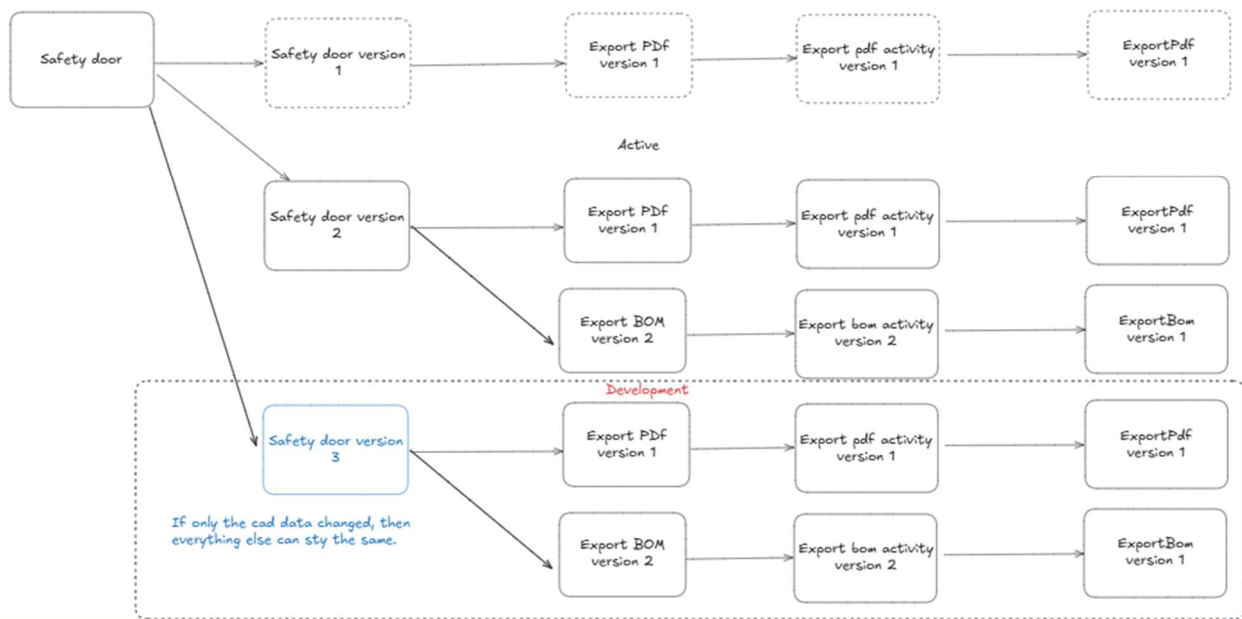 Safety door
Safety door version
1
Export PDf
version 1
Export pdf activity
version 1
ExportPdf
version 1
Active
Safety door version
2
Export PDf
version 1
Export pdf activity
version 1
ExportPdf
version 1
Export BOM
version 2
Export bom activity
version 2
ExportBom
version 1
Development
Safety door version
3
Export PDf
version 1
Export pdf activity
version 1
ExportPdf
version 1
If only the cad data changed, then
everything else can sty the same.
Export BOM
version 2
Export bom activity
version 2
ExportBom
version 1